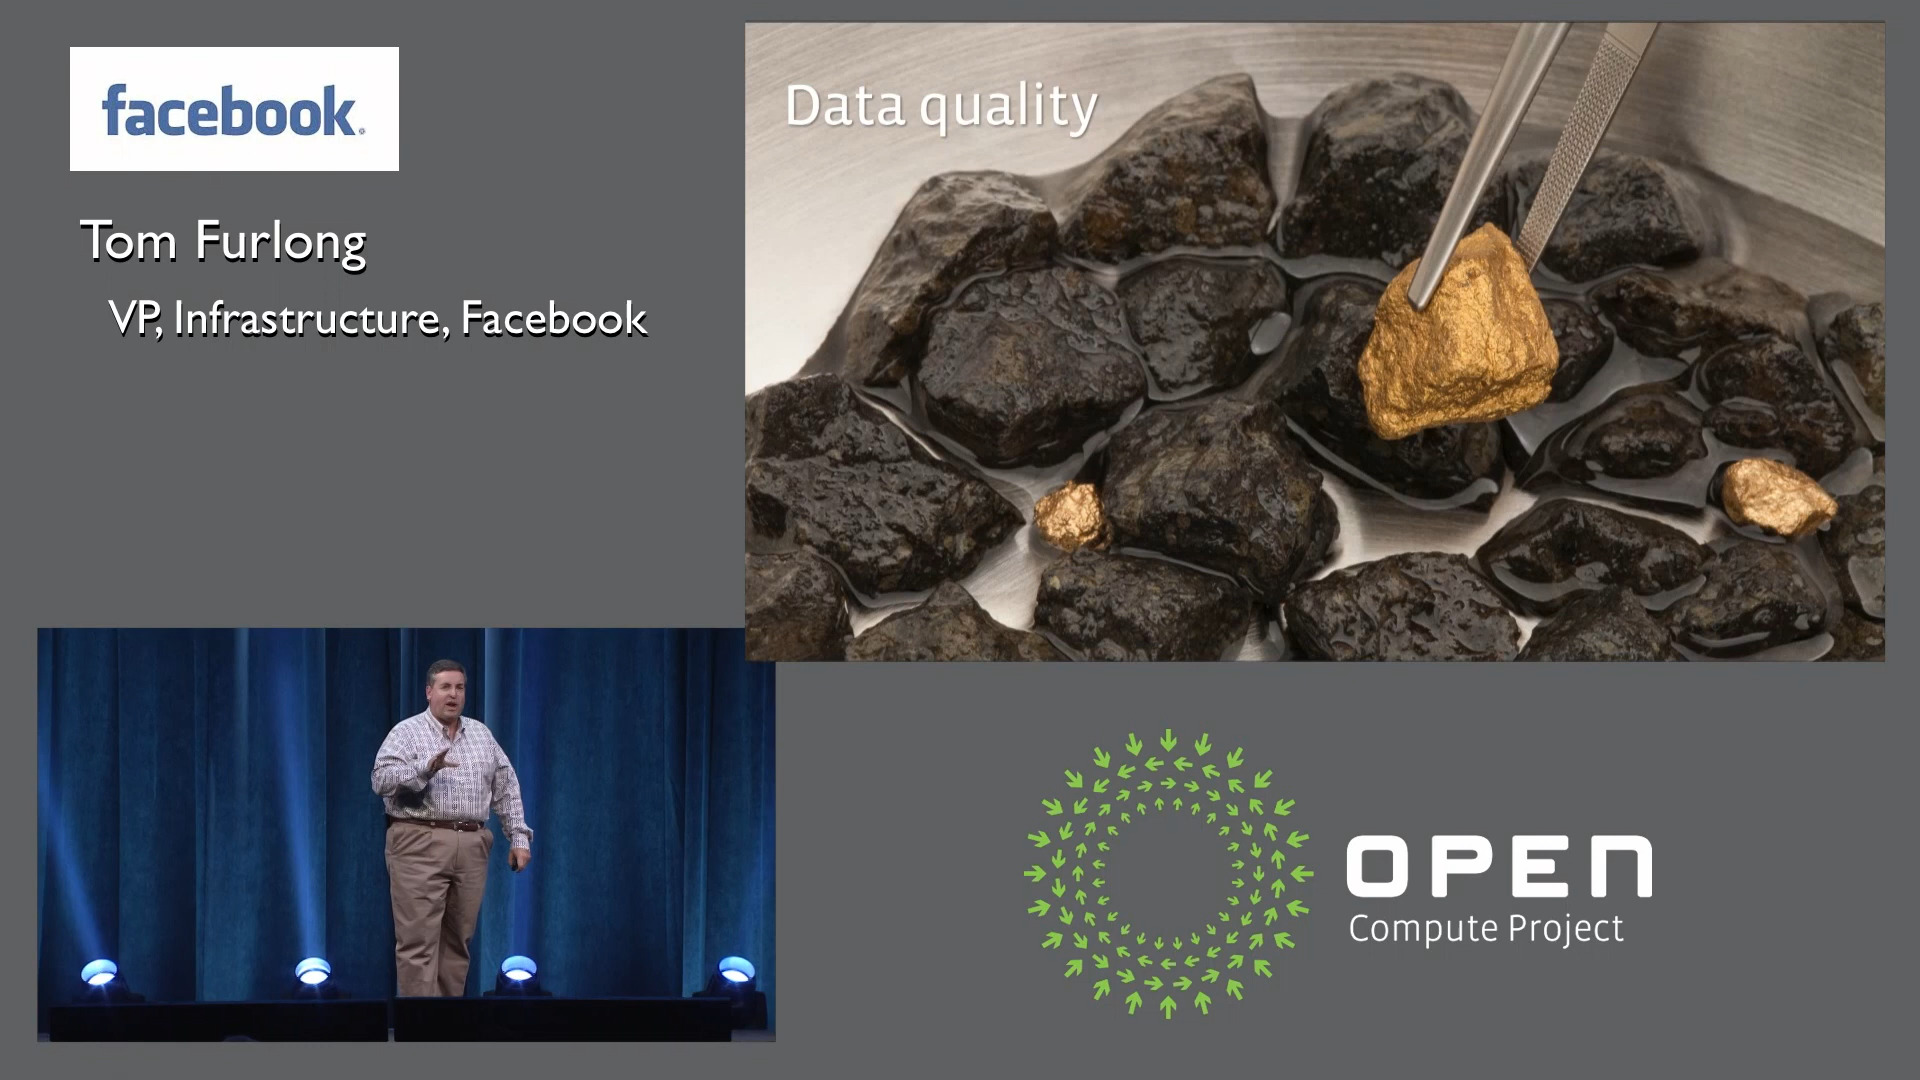 facebook
Tom Furlong
VP, Infrastructure, Facebook
Data quality
OPEN
Compute Project